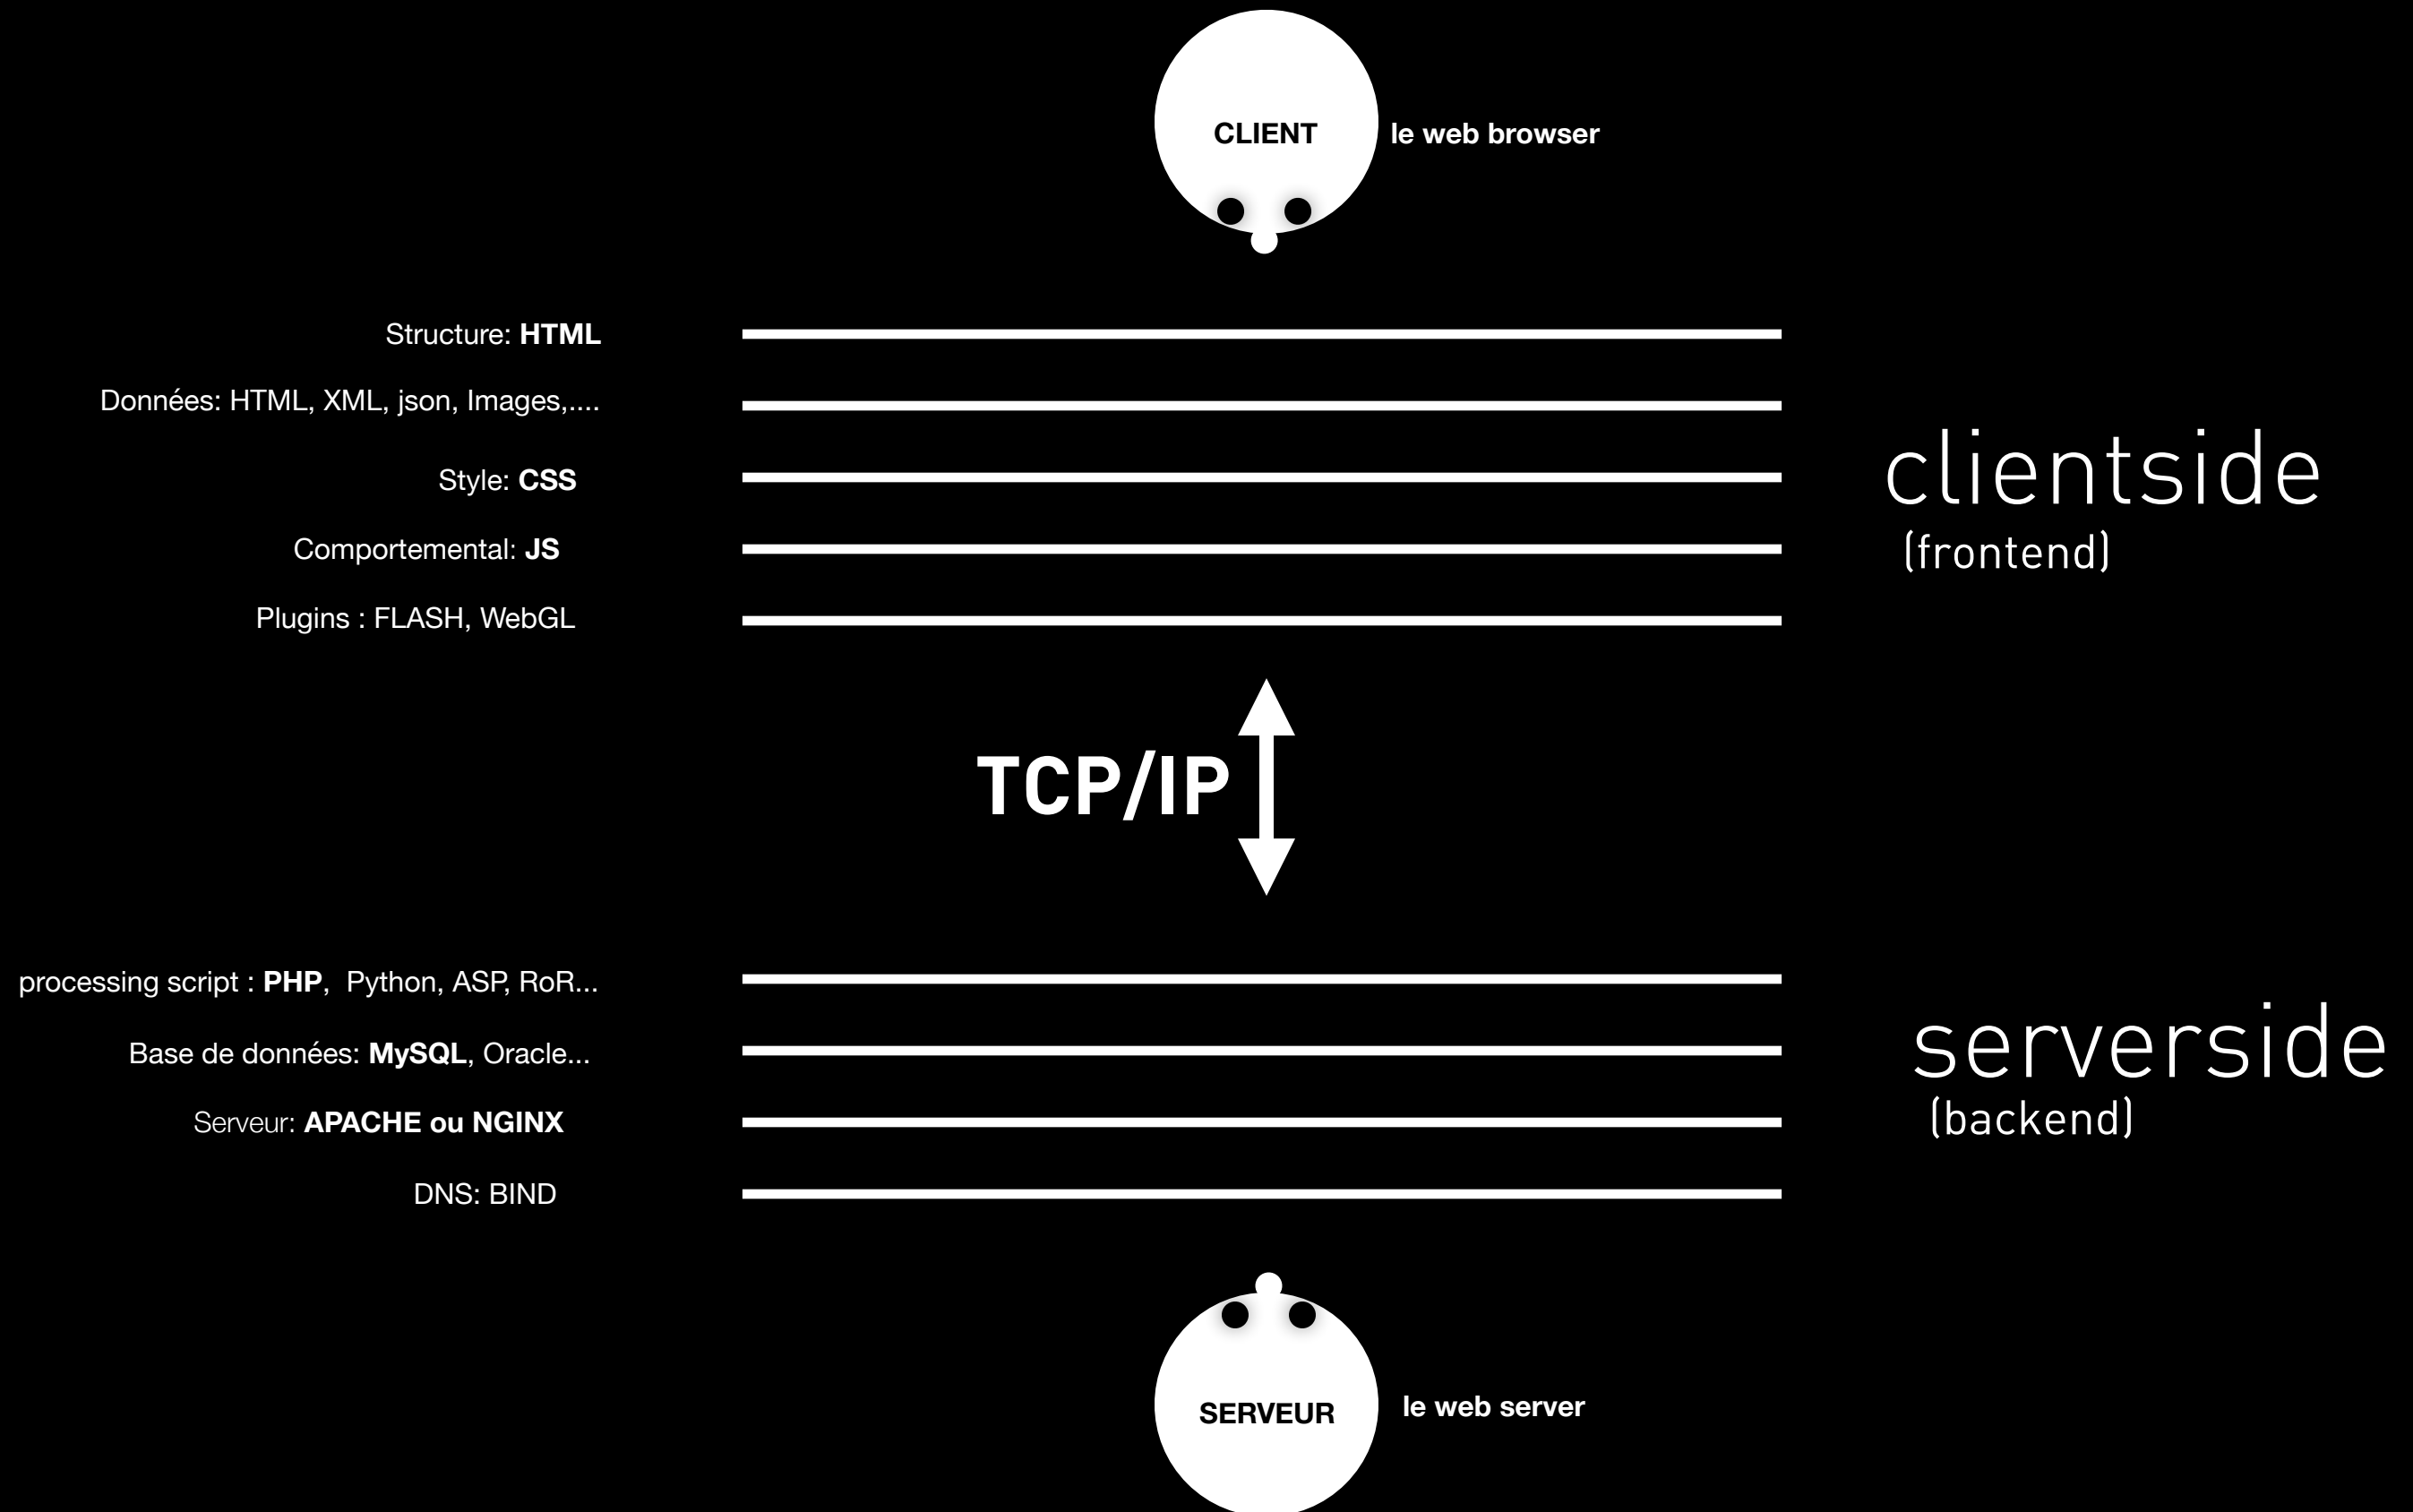 CLIENT
le web browser
Structure: HTML
Données: HTML, XML, json, Images,....
Style: CSS
Comportemental: JS
Plugins : FLASH, WebGL
clientside
(frontend)
TCP/IP
processing script : PHP,  Python, ASP, RoR...
Base de données: MySQL, Oracle...
Serveur: APACHE ou NGINX
DNS: BIND
serverside
(backend)
SERVEUR
le web server